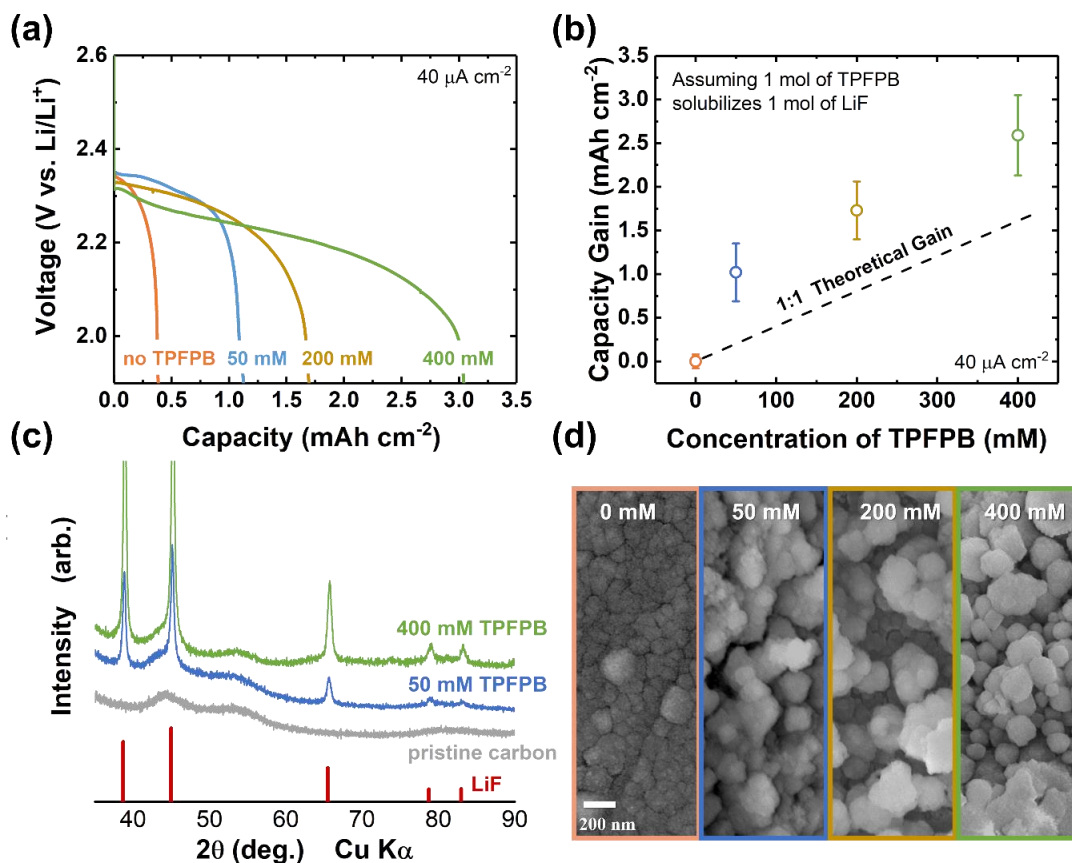 (a)
2.6
2.4
2.2
2.0
Voltage (V vs. Li/Li⁺)
40 μA cm⁻²
no TPFPB
50 mM
200 mM
400 mM
0.0 0.5 1.0 1.5 2.0 2.5 3.0 3.5
Capacity (mAh cm⁻²)
(b)
3.5
3.0
2.5
2.0
1.5
1.0
0.5
0.0
Capacity Gain (mAh cm⁻²)
Assuming 1 mol of TPFPB
solubilizes 1 mol of LiF
1:1 Theoretical Gain
40 μA cm⁻²
0 100 200 300 400
Concentration of TPFPB (mM)
(c)
Intensity (arb.)
400 mM TPFPB
50 mM TPFPB
pristine carbon
LiF
40 50 60 70 80 90
2θ (deg.) Cu Kα
(d)
0 mM
50 mM
200 mM
400 mM
200 nm